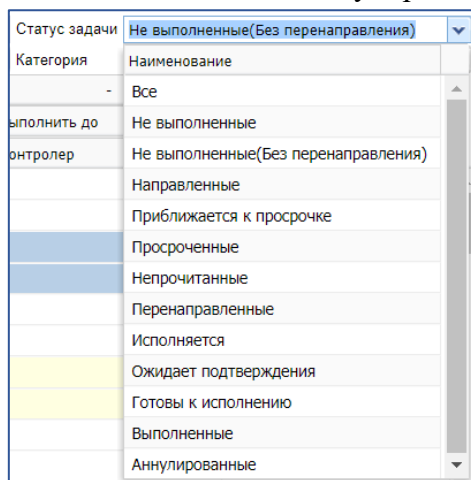 Статус задачи Не выполненные(Без перенаправления)
Категория Наименование
- Все
ыполнить до Не выполненные
онтролер Не выполненные(Без перенаправления)
Направленные
Приближается к просрочке
Просроченные
Непрочитанные
Перенаправленные
Исполняется
Ожидает подтверждения
Готовы к исполнению
Выполненные
Аннулированные